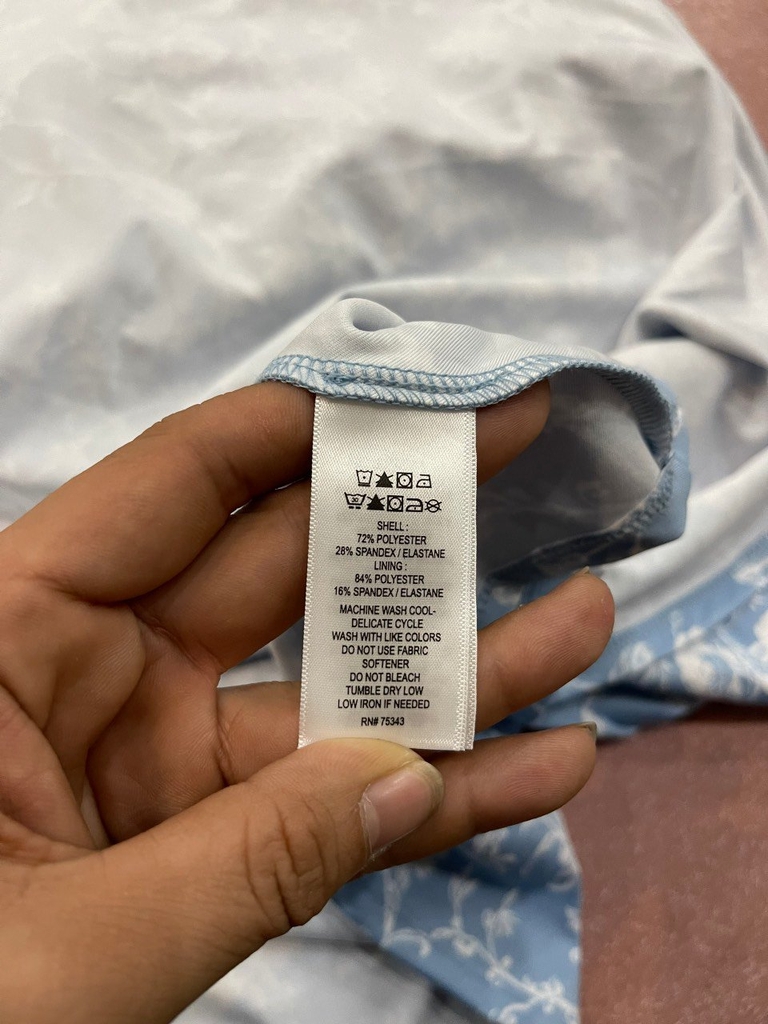 30
SHELL :
72% POLYESTER
28% SPANDEX / ELASTANE
LINING :
84% POLYESTER
16% SPANDEX / ELASTANE
MACHINE WASH COOL-
DELICATE CYCLE
WASH WITH LIKE COLORS
DO NOT USE FABRIC
SOFTENER
DO NOT BLEACH
TUMBLE DRY LOW
LOW IRON IF NEEDED
RN# 75343